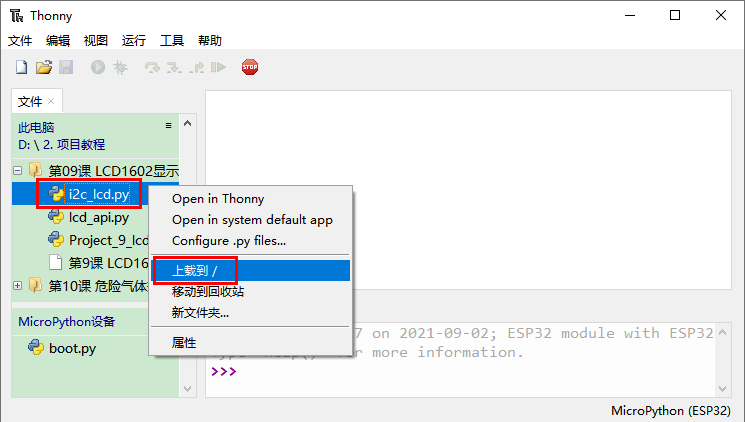 Thonny
文件 编辑 视图 运行 工具 帮助
STOP
文件 ×
此电脑
D: \ 2. 项目教程
第09课 LCD1602显示
i2c_lcd.py
lcd_api.py
Project_9_lcd
第9课 LCD16
第10课 危险气体
Open in Thonny
Open in system default app
Configure .py files...
上载到 /
移动到回收站
新文件夹...
属性
MicroPython设备
boot.py
7 on 2021-09-02; ESP32 module with ESP32
for more information.
>>>
MicroPython (ESP32)